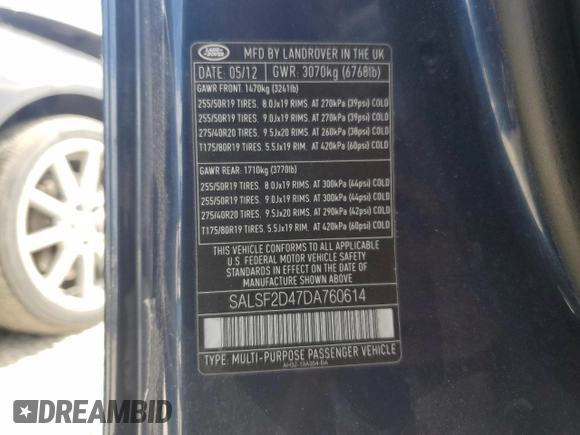 LAND ROVER
MFD BY LANDROVER IN THE UK
DATE: 05/12 GWR: 3070kg (6768lb)
GAWR FRONT: 1470kg (3241lb)
255/50R19 TIRES. 8.0Jx19 RIMS. AT 270kPa (39psi) COLD
255/50R19 TIRES. 9.0Jx19 RIMS. AT 270kPa (39psi) COLD
275/40R20 TIRES. 9.5Jx20 RIMS. AT 260kPa (38psi) COLD
T175/80R19 TIRES. 5.5Jx19 RIM. AT 420kPa (60psi) COLD
GAWR REAR: 1710kg (3770lb)
255/50R19 TIRES. 8.0Jx19 RIMS. AT 300kPa (44psi) COLD
255/50R19 TIRES. 9.0Jx19 RIMS. AT 300kPa (44psi) COLD
275/40R20 TIRES. 9.5Jx20 RIMS. AT 290kPa (42psi) COLD
T175/80R19 TIRES. 5.5Jx19 RIM. AT 420kPa (60psi) COLD
THIS VEHICLE CONFORMS TO ALL APPLICABLE
U.S. FEDERAL MOTOR VEHICLE SAFETY
STANDARDS IN EFFECT ON THE DATE OF
MANUFACTURE SHOWN ABOVE
SALSF2D47DA760614
TYPE: MULTI-PURPOSE PASSENGER VEHICLE
DREAMBID